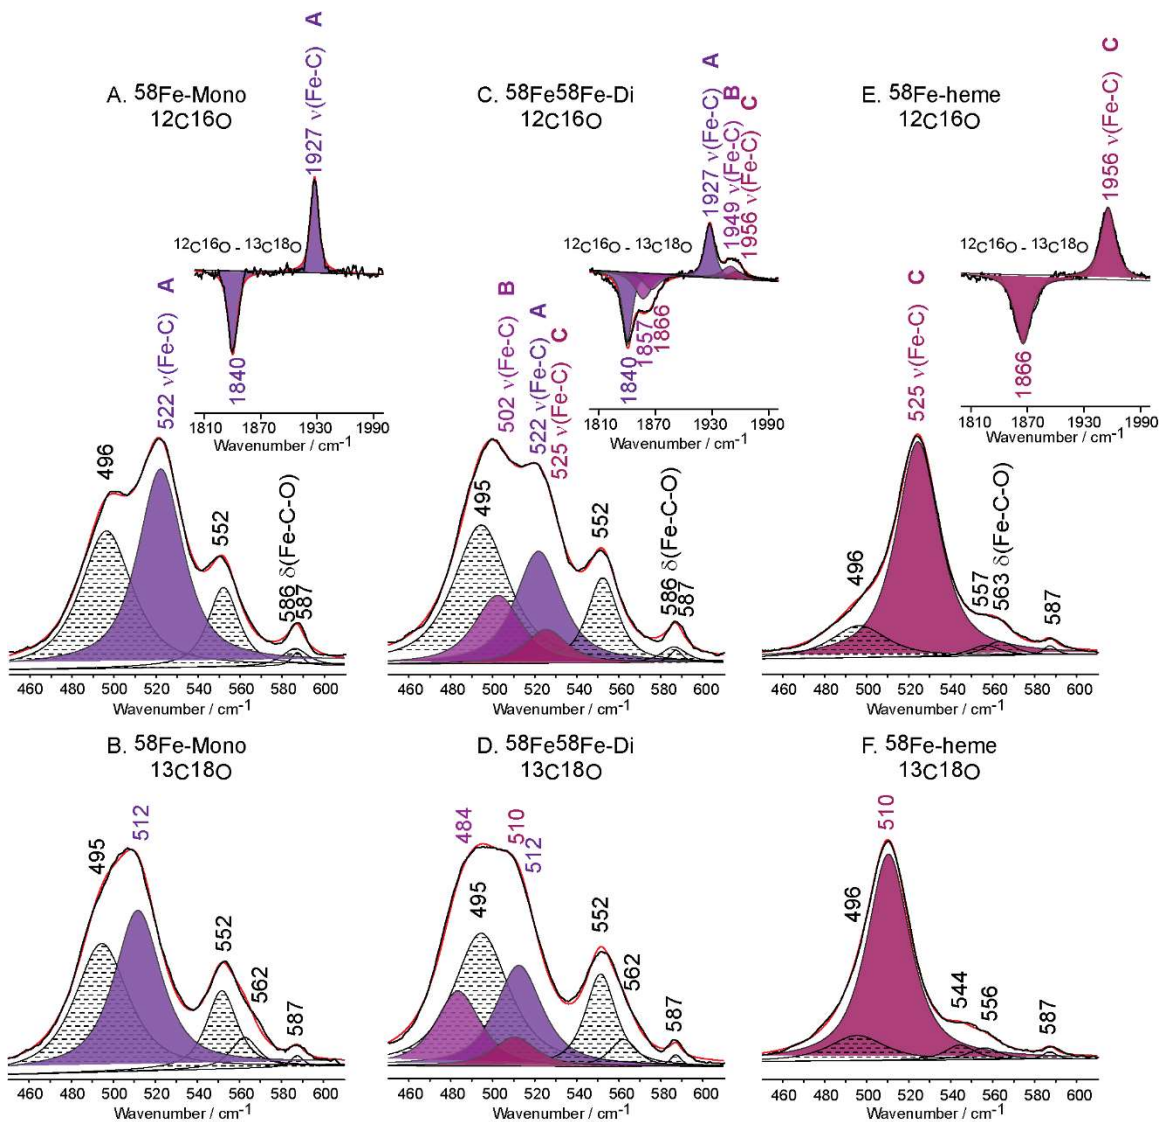 A. ⁵⁸Fe-Mono
¹²C¹⁶O
1927 ν(Fe-C) A
¹²C¹⁶O - ¹³C¹⁸O
1840
1810 1870 1930 1990
Wavenumber / cm⁻¹
496
522 ν(Fe-C) A
552
586 δ(Fe-C-O)
587
460 480 500 520 540 560 580 600
Wavenumber / cm⁻¹
C. ⁵⁸Fe⁵⁸Fe-Di
¹²C¹⁶O
1927 ν(Fe-C) A
1949 ν(Fe-C) B
1956 ν(Fe-C) C
¹²C¹⁶O - ¹³C¹⁸O
1840
1857
1866
1810 1870 1930 1990
Wavenumber / cm⁻¹
495
502 ν(Fe-C) B
522 ν(Fe-C) A
525 ν(Fe-C) C
552
586 δ(Fe-C-O)
587
460 480 500 520 540 560 580 600
Wavenumber / cm⁻¹
E. ⁵⁸Fe-heme
¹²C¹⁶O
1956 ν(Fe-C) C
¹²C¹⁶O - ¹³C¹⁸O
1866
1810 1870 1930 1990
Wavenumber / cm⁻¹
496
525 ν(Fe-C) C
557
563 δ(Fe-C-O)
587
460 480 500 520 540 560 580 600
Wavenumber / cm⁻¹
B. ⁵⁸Fe-Mono
¹³C¹⁸O
495
512
552
562
587
460 480 500 520 540 560 580 600
Wavenumber / cm⁻¹
D. ⁵⁸Fe⁵⁸Fe-Di
¹³C¹⁸O
484
495
510
512
552
562
587
460 480 500 520 540 560 580 600
Wavenumber / cm⁻¹
F. ⁵⁸Fe-heme
¹³C¹⁸O
496
510
544
556
587
460 480 500 520 540 560 580 600
Wavenumber / cm⁻¹